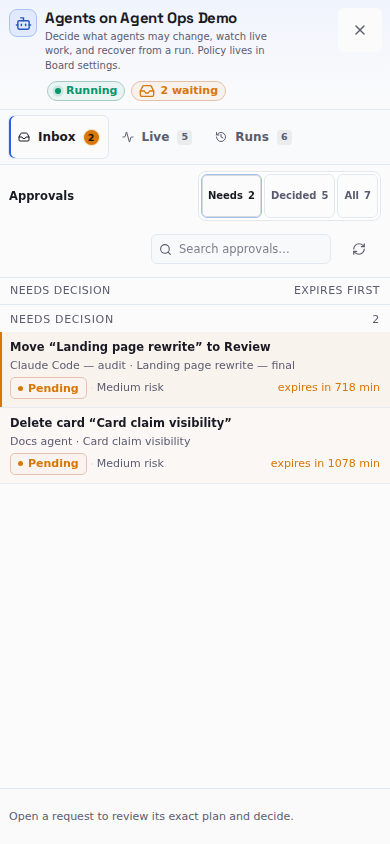 Agents on Agent Ops Demo
Decide what agents may change, watch live
work, and recover from a run. Policy lives in
Board settings.
Running
2 waiting
Inbox 2
Live 5
Runs 6
Approvals
Needs 2
Decided 5
All 7
Search approvals…
NEEDS DECISION EXPIRES FIRST
NEEDS DECISION 2
Move “Landing page rewrite” to Review
Claude Code — audit · Landing page rewrite — final
Pending · Medium risk expires in 718 min
Delete card “Card claim visibility”
Docs agent · Card claim visibility
Pending · Medium risk expires in 1078 min
Open a request to review its exact plan and decide.